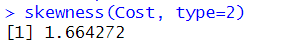 > skewness(Cost, type=2)
[1] 1.664272